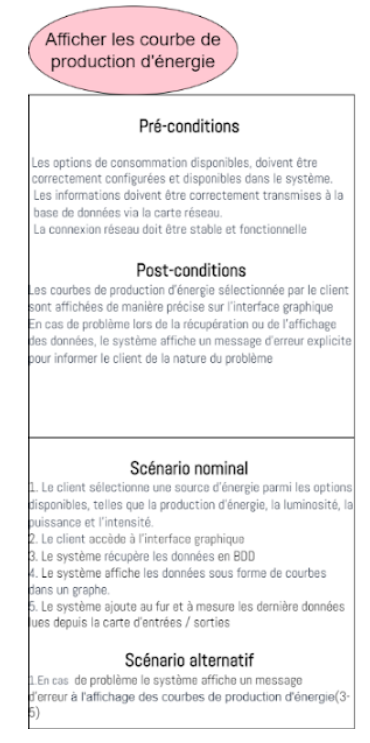 Afficher les courbe de
production d'énergie
Pré-conditions
Les options de consommation disponibles, doivent être
correctement configurées et disponibles dans le système.
Les informations doivent être correctement transmises à la
base de données via la carte réseau.
La connexion réseau doit être stable et fonctionnelle
Post-conditions
Les courbes de production d'énergie sélectionnée par le client
sont affichées de manière précise sur l'interface graphique
En cas de problème lors de la récupération ou de l'affichage
des données, le système affiche un message d'erreur explicite
pour informer le client de la nature du problème
Scénario nominal
1. Le client sélectionne une source d'énergie parmi les options
disponibles, telles que la production d'énergie, la luminosité, la
puissance et l'intensité.
2. Le client accède à l'interface graphique
3. Le système récupère les données en BDD
4. Le système affiche les données sous forme de courbes
dans un graphe.
5. Le système ajoute au fur et à mesure les dernière données
lues depuis la carte d'entrées / sorties
Scénario alternatif
1.En cas de problème le système affiche un message
d'erreur à l'affichage des courbes de production d'énergie(3-
5)